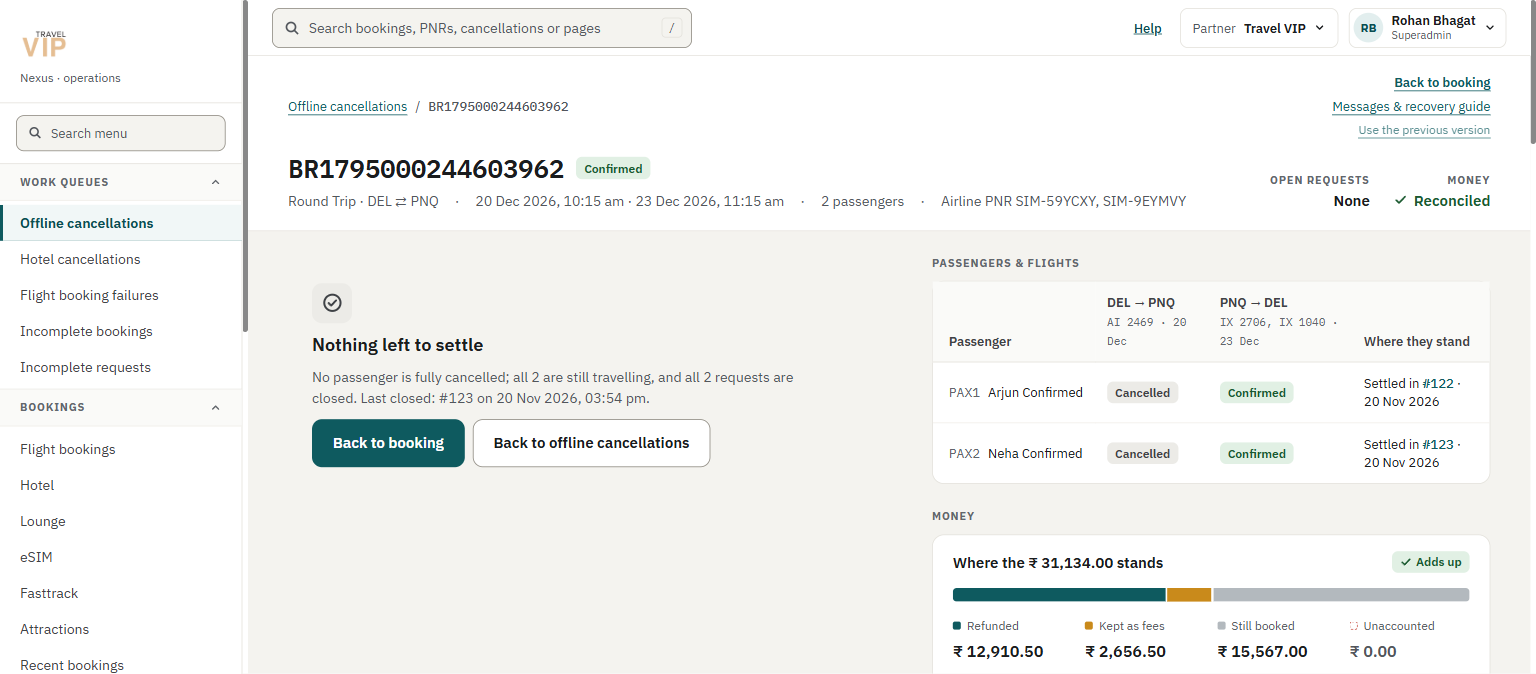 TRAVEL
VIP
Nexus · operations
Search menu
WORK QUEUES
Offline cancellations
Hotel cancellations
Flight booking failures
Incomplete bookings
Incomplete requests
BOOKINGS
Flight bookings
Hotel
Lounge
eSIM
Fasttrack
Attractions
Recent bookings
Search bookings, PNRs, cancellations or pages /
Help
Partner Travel VIP
RB
Rohan Bhagat
Superadmin
Offline cancellations / BR1795000244603962
Back to booking
Messages & recovery guide
Use the previous version
BR1795000244603962 Confirmed
Round Trip · DEL ⇄ PNQ · 20 Dec 2026, 10:15 am · 23 Dec 2026, 11:15 am · 2 passengers · Airline PNR SIM-59YCXY, SIM-9EYMVY
OPEN REQUESTS
None
MONEY
Reconciled
Nothing left to settle
No passenger is fully cancelled; all 2 are still travelling, and all 2 requests are
closed. Last closed: #123 on 20 Nov 2026, 03:54 pm.
Back to booking
Back to offline cancellations
PASSENGERS & FLIGHTS
Passenger
DEL → PNQ
AI 2469 · 20
Dec
PNQ → DEL
IX 2706, IX 1040 ·
23 Dec
Where they stand
PAX1 Arjun Confirmed Cancelled Confirmed
Settled in #122 ·
20 Nov 2026
PAX2 Neha Confirmed Cancelled Confirmed
Settled in #123 ·
20 Nov 2026
MONEY
Where the ₹ 31,134.00 stands
Adds up
Refunded
₹ 12,910.50
Kept as fees
₹ 2,656.50
Still booked
₹ 15,567.00
Unaccounted
₹ 0.00